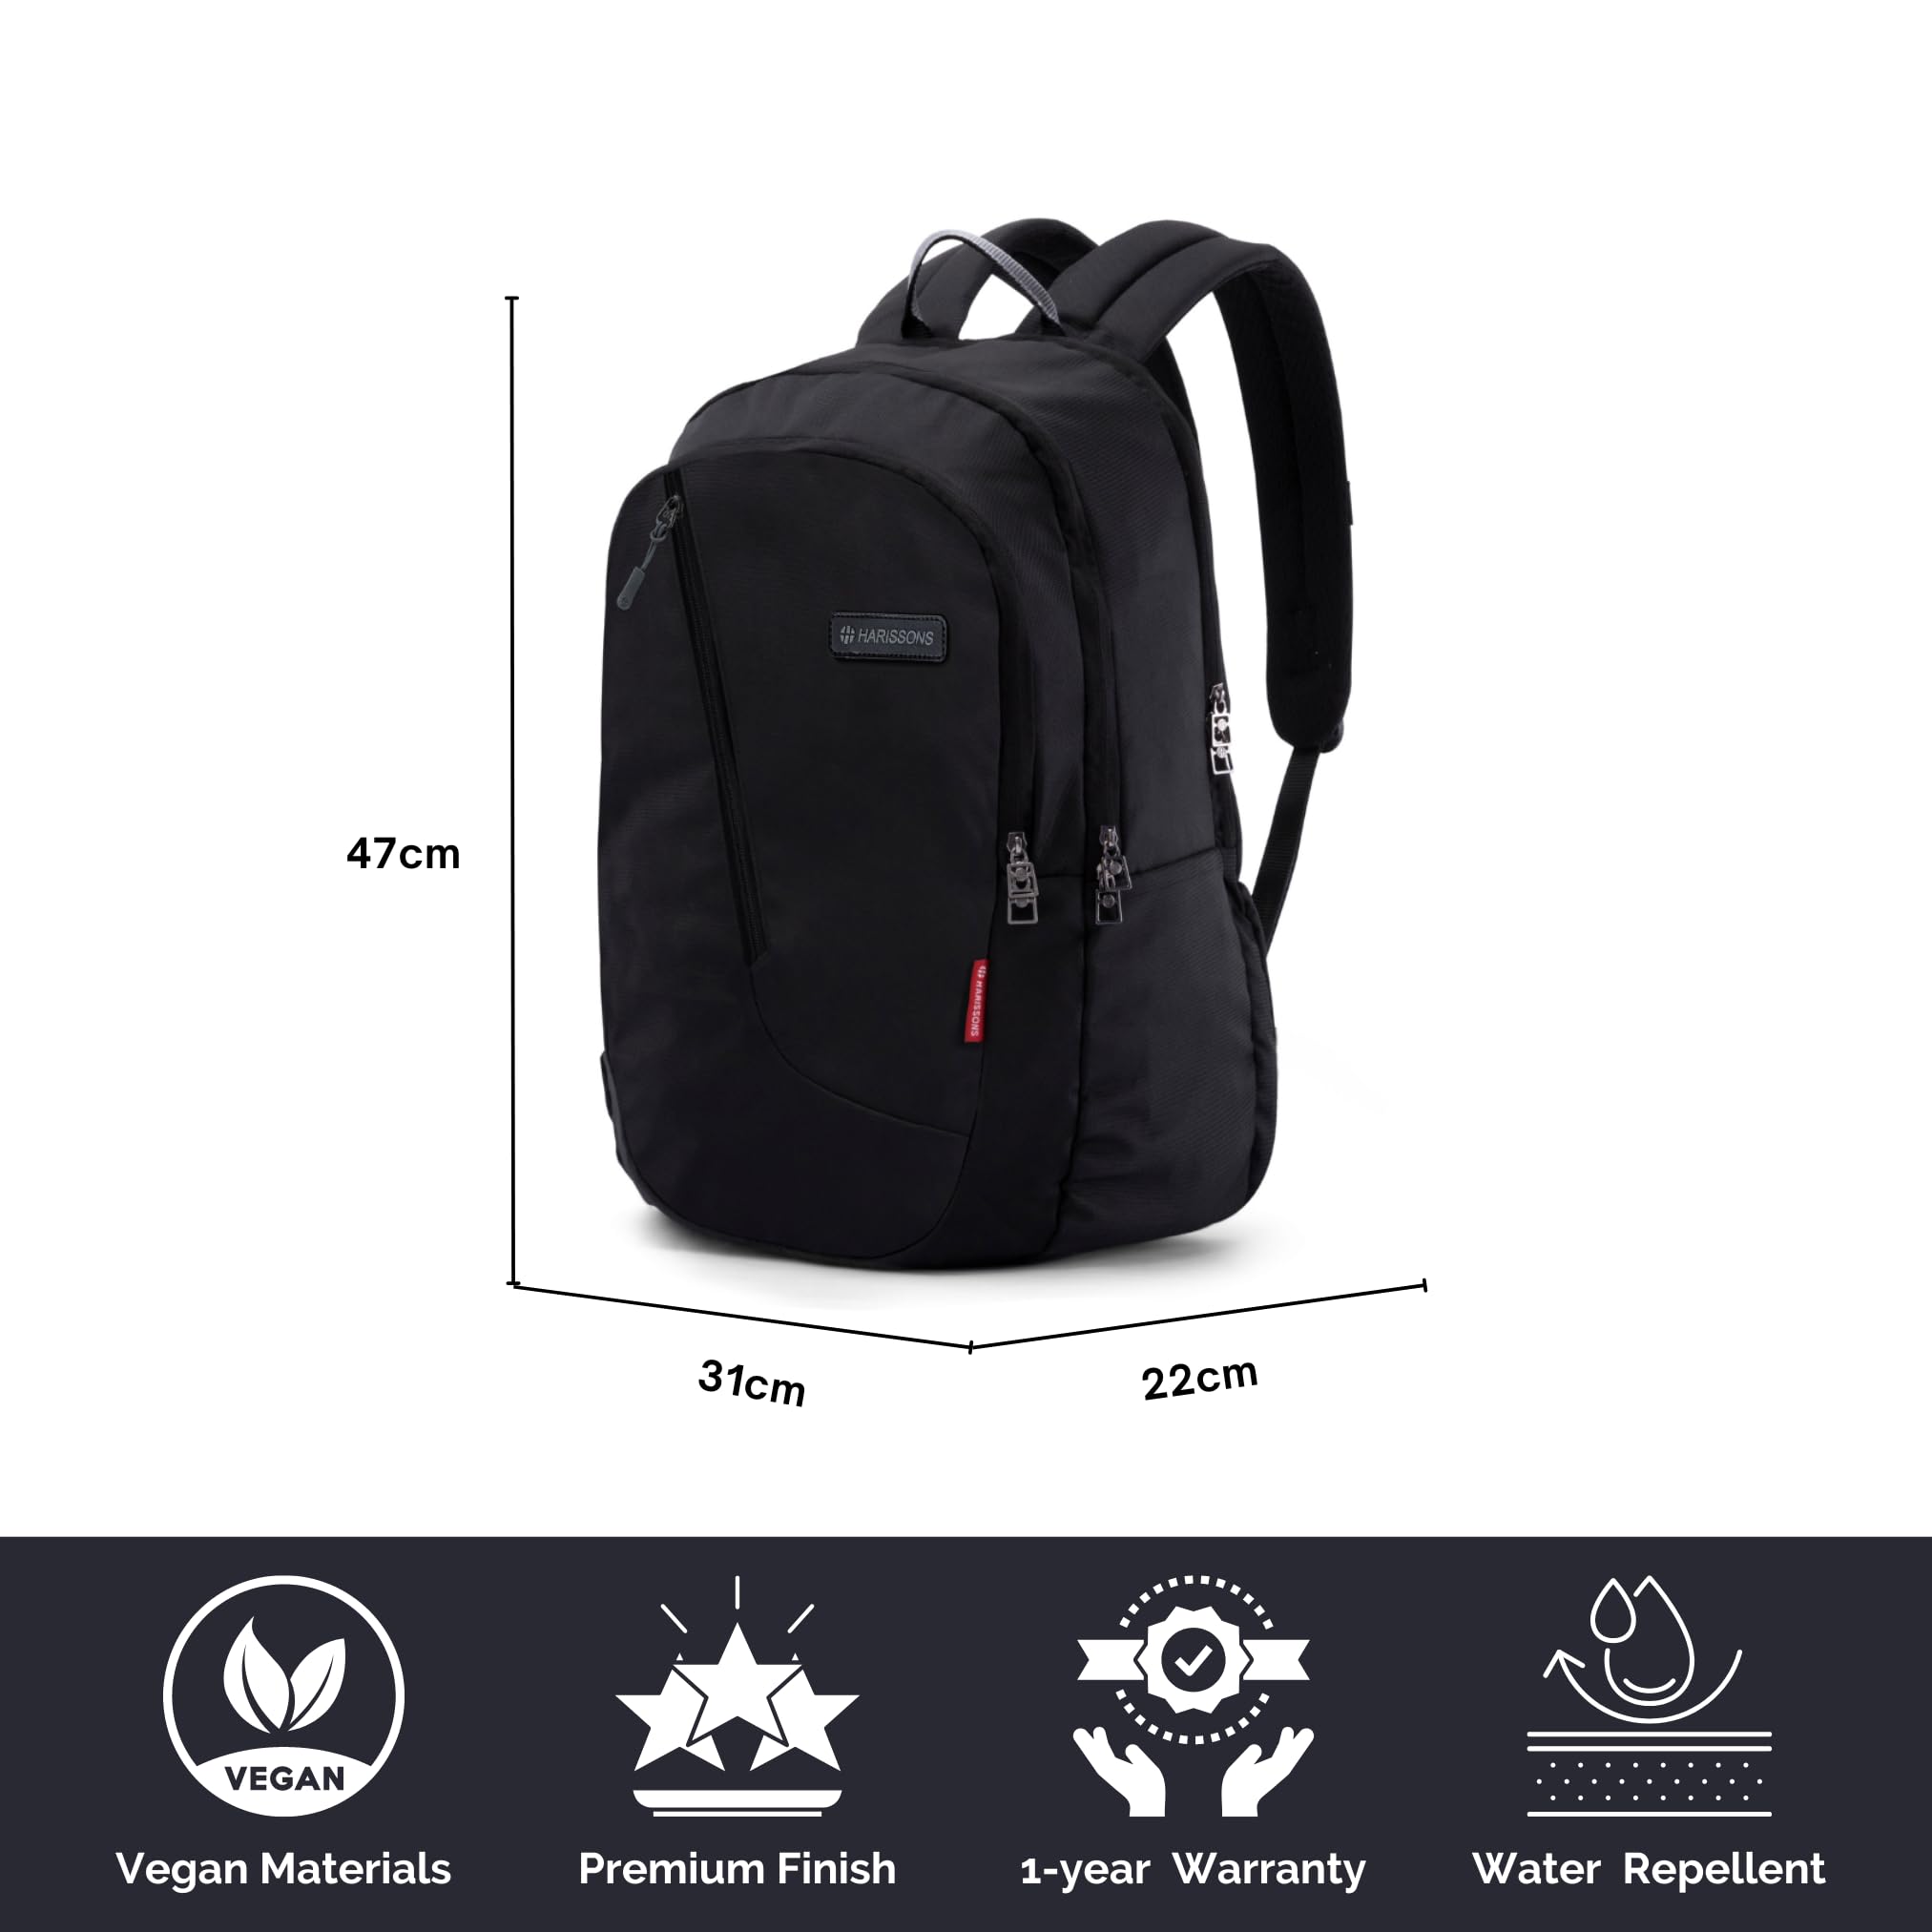 HARISSONS
47cm
HARISSONS
31cm
22cm
VEGAN
Vegan Materials
Premium Finish
1-year Warranty
Water Repellent